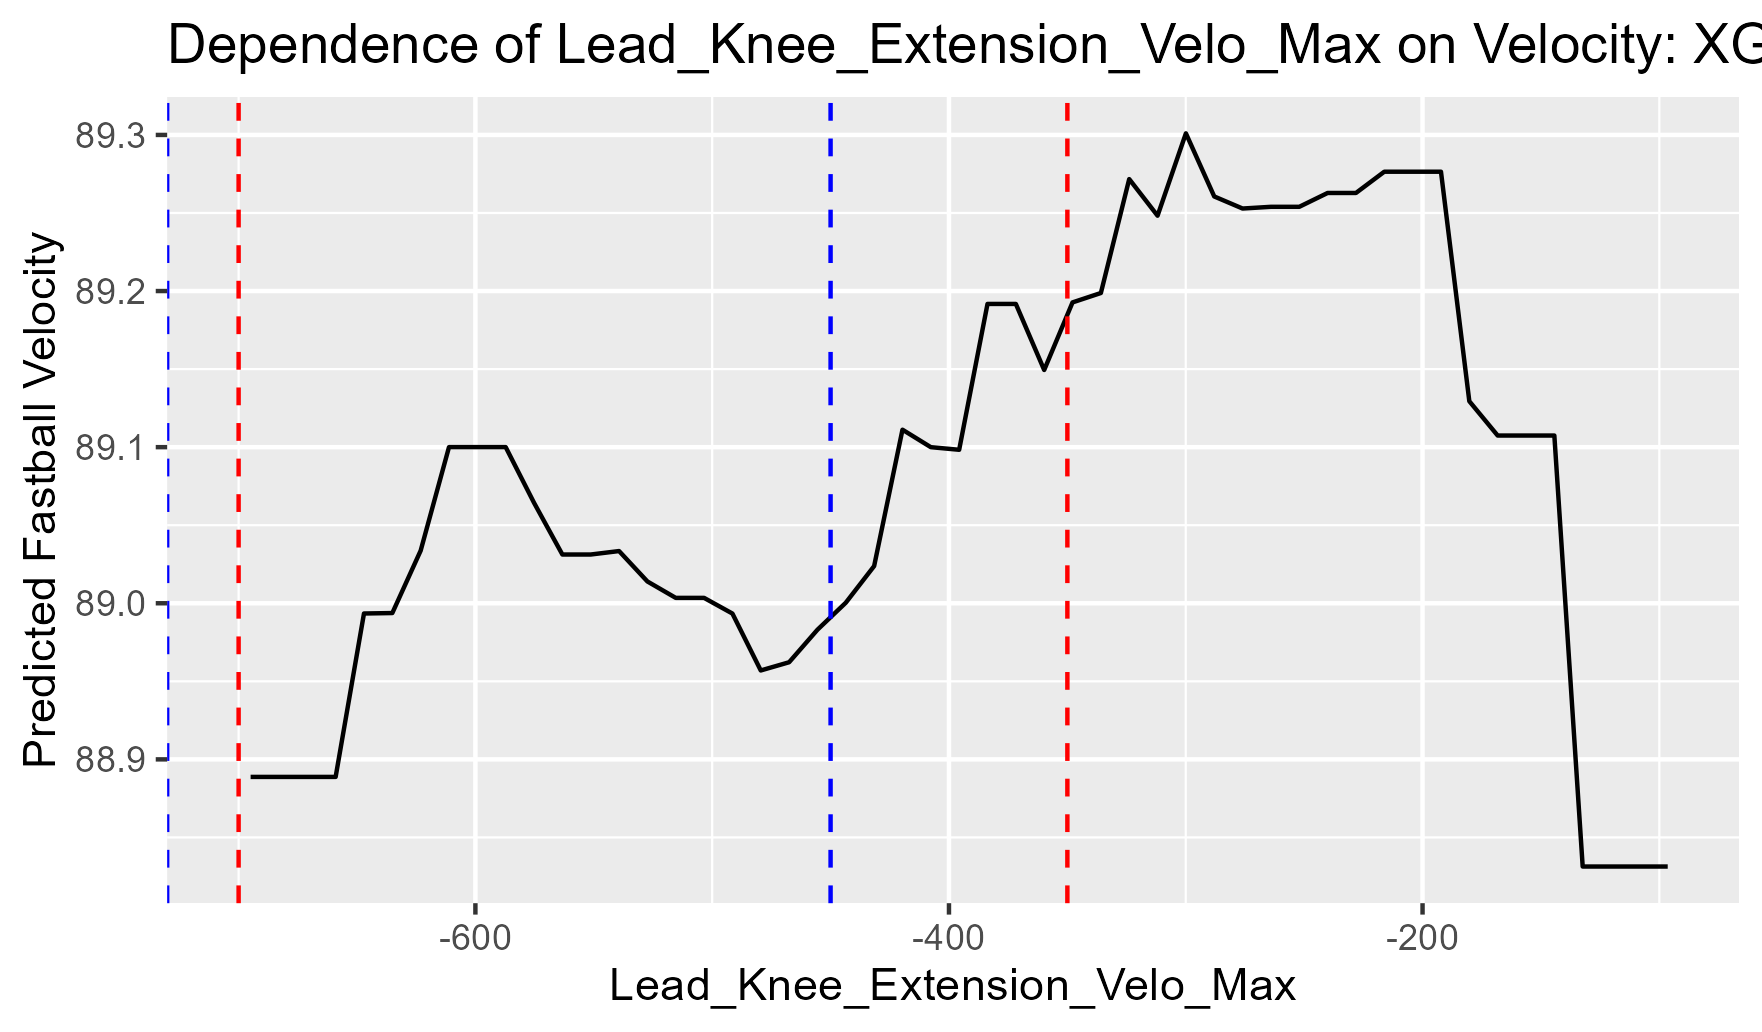 Dependence of Lead_Knee_Extension_Velo_Max on Velocity: XG
89.3
89.2
89.1
89.0
88.9
Predicted Fastball Velocity
-600
-400
-200
Lead_Knee_Extension_Velo_Max